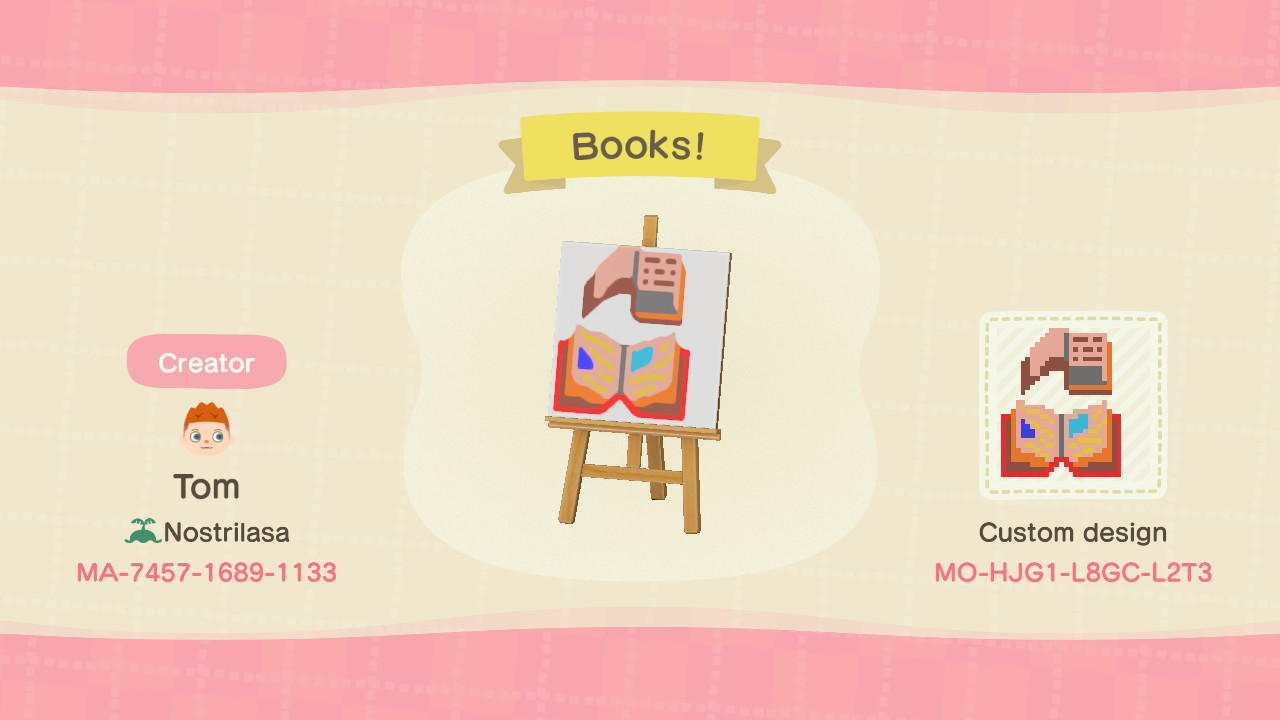 Books!
Creator
Tom
Nostrilasa
MA-7457-1689-1133
Custom design
MO-HJG1-L8GC-L2T3